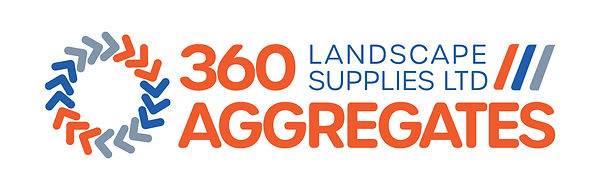 360 LANDSCAPE
SUPPLIES LTD
AGGREGATES